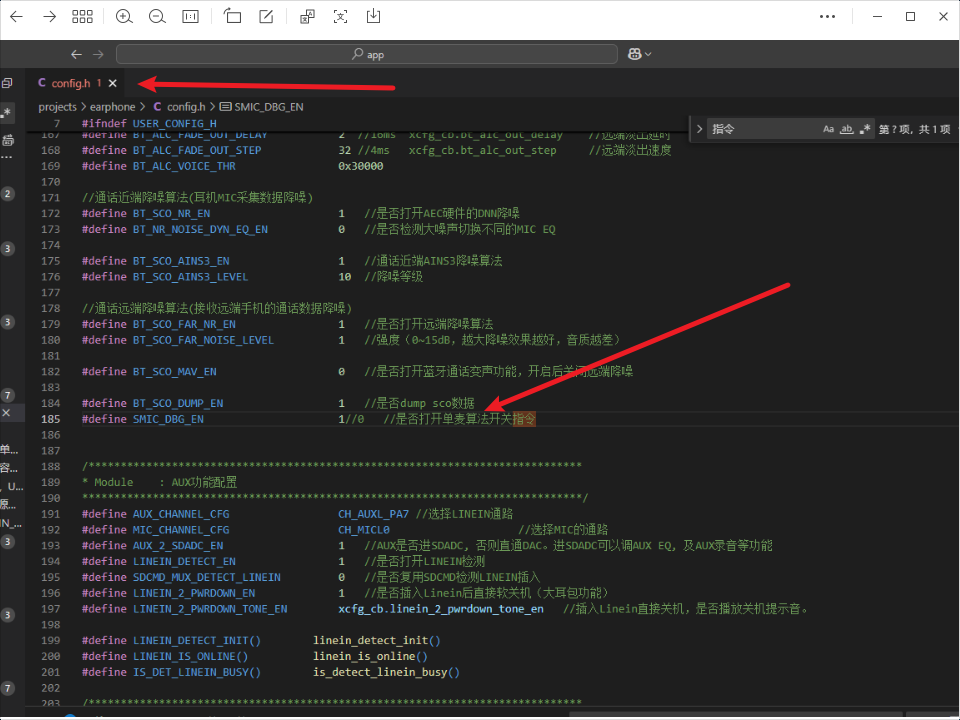 app
C config.h 1
projects > earphone > C config.h > SMIC_DBG_EN
指令 Aa ab 第 ? 项, 共 1 项
7 #ifndef USER_CONFIG_H
167 #define BT_ALC_FADE_OUT_DELAY 2 //16ms xcfg_cb.bt_alc_out_delay //远端淡出延时
168 #define BT_ALC_FADE_OUT_STEP 32 //4ms xcfg_cb.bt_alc_out_step //远端淡出速度
169 #define BT_ALC_VOICE_THR 0x30000
170
171 //通话近端降噪算法(耳机MIC采集数据降噪)
172 #define BT_SCO_NR_EN 1 //是否打开AEC硬件的DNN降噪
173 #define BT_NR_NOISE_DYN_EQ_EN 0 //是否检测大噪声切换不同的MIC EQ
174
175 #define BT_SCO_AINS3_EN 1 //通话近端AINS3降噪算法
176 #define BT_SCO_AINS3_LEVEL 10 //降噪等级
177
178 //通话远端降噪算法(接收远端手机的通话数据降噪)
179 #define BT_SCO_FAR_NR_EN 1 //是否打开远端降噪算法
180 #define BT_SCO_FAR_NOISE_LEVEL 1 //强度（0~15dB，越大降噪效果越好，音质越差）
181
182 #define BT_SCO_MAV_EN 0 //是否打开蓝牙通话变声功能，开启后关闭远端降噪
183
184 #define BT_SCO_DUMP_EN 1 //是否dump sco数据
185 #define SMIC_DBG_EN 1//0 //是否打开单麦算法开关指令
186
187
188 /******************************************************************************
189 * Module : AUX功能配置
190 ******************************************************************************/
191 #define AUX_CHANNEL_CFG CH_AUXL_PA7 //选择LINEIN通路
192 #define MIC_CHANNEL_CFG CH_MICL0 //选择MIC的通路
193 #define AUX_2_SDADC_EN 1 //AUX是否进SDADC, 否则直通DAC。进SDADC可以调AUX EQ, 及AUX录音等功能
194 #define LINEIN_DETECT_EN 1 //是否打开LINEIN检测
195 #define SDCMD_MUX_DETECT_LINEIN 0 //是否复用SDCMD检测LINEIN插入
196 #define LINEIN_2_PWRDOWN_EN 1 //是否插入Linein后直接软关机（大耳包功能）
197 #define LINEIN_2_PWRDOWN_TONE_EN xcfg_cb.linein_2_pwrdown_tone_en //插入Linein直接关机，是否播放关机提示音。
198
199 #define LINEIN_DETECT_INIT() linein_detect_init()
200 #define LINEIN_IS_ONLINE() linein_is_online()
201 #define IS_DET_LINEIN_BUSY() is_detect_linein_busy()
202
203 /******************************************************************************
2
3
3
7
单...
容...
, U...
源...
IN_...
3
3
7